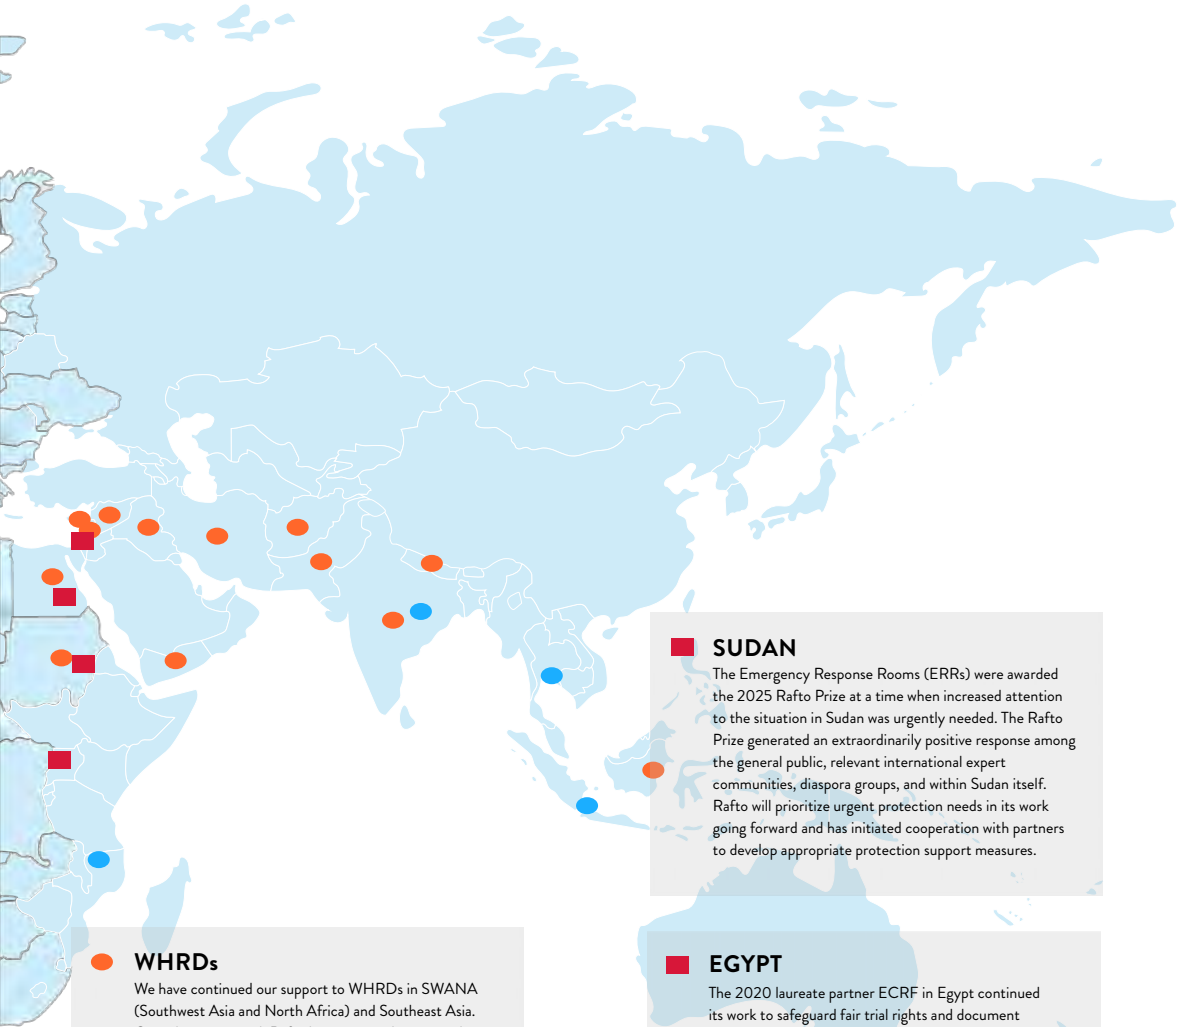 SUDAN
The Emergency Response Rooms (ERRs) were awarded
the 2025 Rafto Prize at a time when increased attention
to the situation in Sudan was urgently needed. The Rafto
Prize generated an extraordinarily positive response among
the general public, relevant international expert
communities, diaspora groups, and within Sudan itself.
Rafto will prioritize urgent protection needs in its work
going forward and has initiated cooperation with partners
to develop appropriate protection support measures.
WHRDs
We have continued our support to WHRDs in SWANA
(Southwest Asia and North Africa) and Southeast Asia.
EGYPT
The 2020 laureate partner ECRF in Egypt continued
its work to safeguard fair trial rights and document